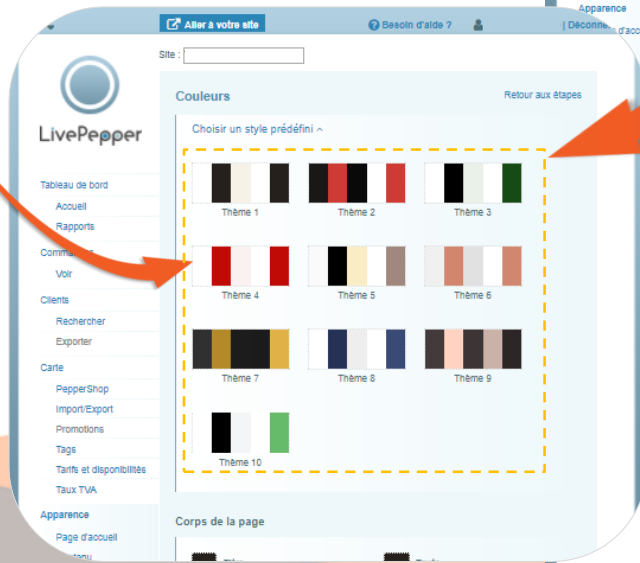 Apparence
Aller à votre site
Besoin d'aide ?
| Déconne
d'acc
Site :
LivePepper
Couleurs
Retour aux étapes
Choisir un style prédéfini
Thème 1
Thème 2
Thème 3
Thème 4
Thème 5
Thème 6
Thème 7
Thème 8
Thème 9
Thème 10
Tableau de bord
Accueil
Rapports
Voir
Clients
Rechercher
Exporter
Carte
PepperShop
Import/Export
Promotions
Tags
Tarifs et disponibilités
Taux TVA
Apparence
Page d'accueil
Corps de la page